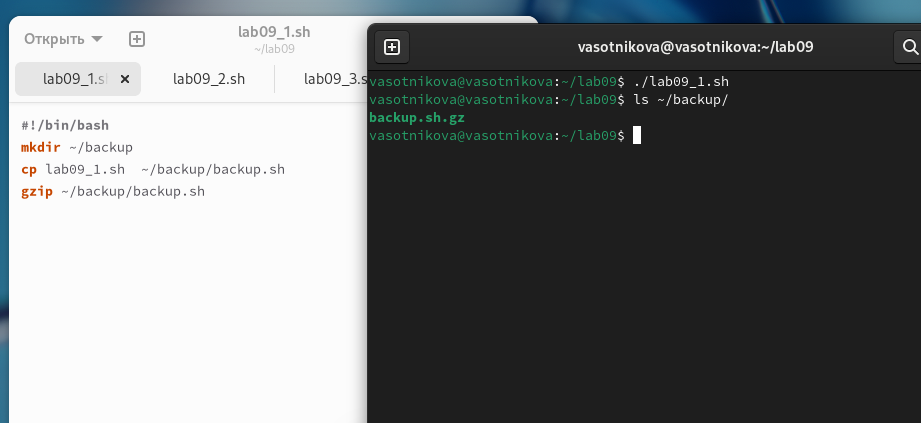 Открыть
lab09_1.sh
~/lab09
lab09_1.sh
lab09_2.sh
lab09_3.s
#!/bin/bash
mkdir ~/backup
cp lab09_1.sh  ~/backup/backup.sh
gzip ~/backup/backup.sh
vasotnikova@vasotnikova:~/lab09
vasotnikova@vasotnikova:~/lab09$ ./lab09_1.sh
vasotnikova@vasotnikova:~/lab09$ ls ~/backup/
backup.sh.gz
vasotnikova@vasotnikova:~/lab09$